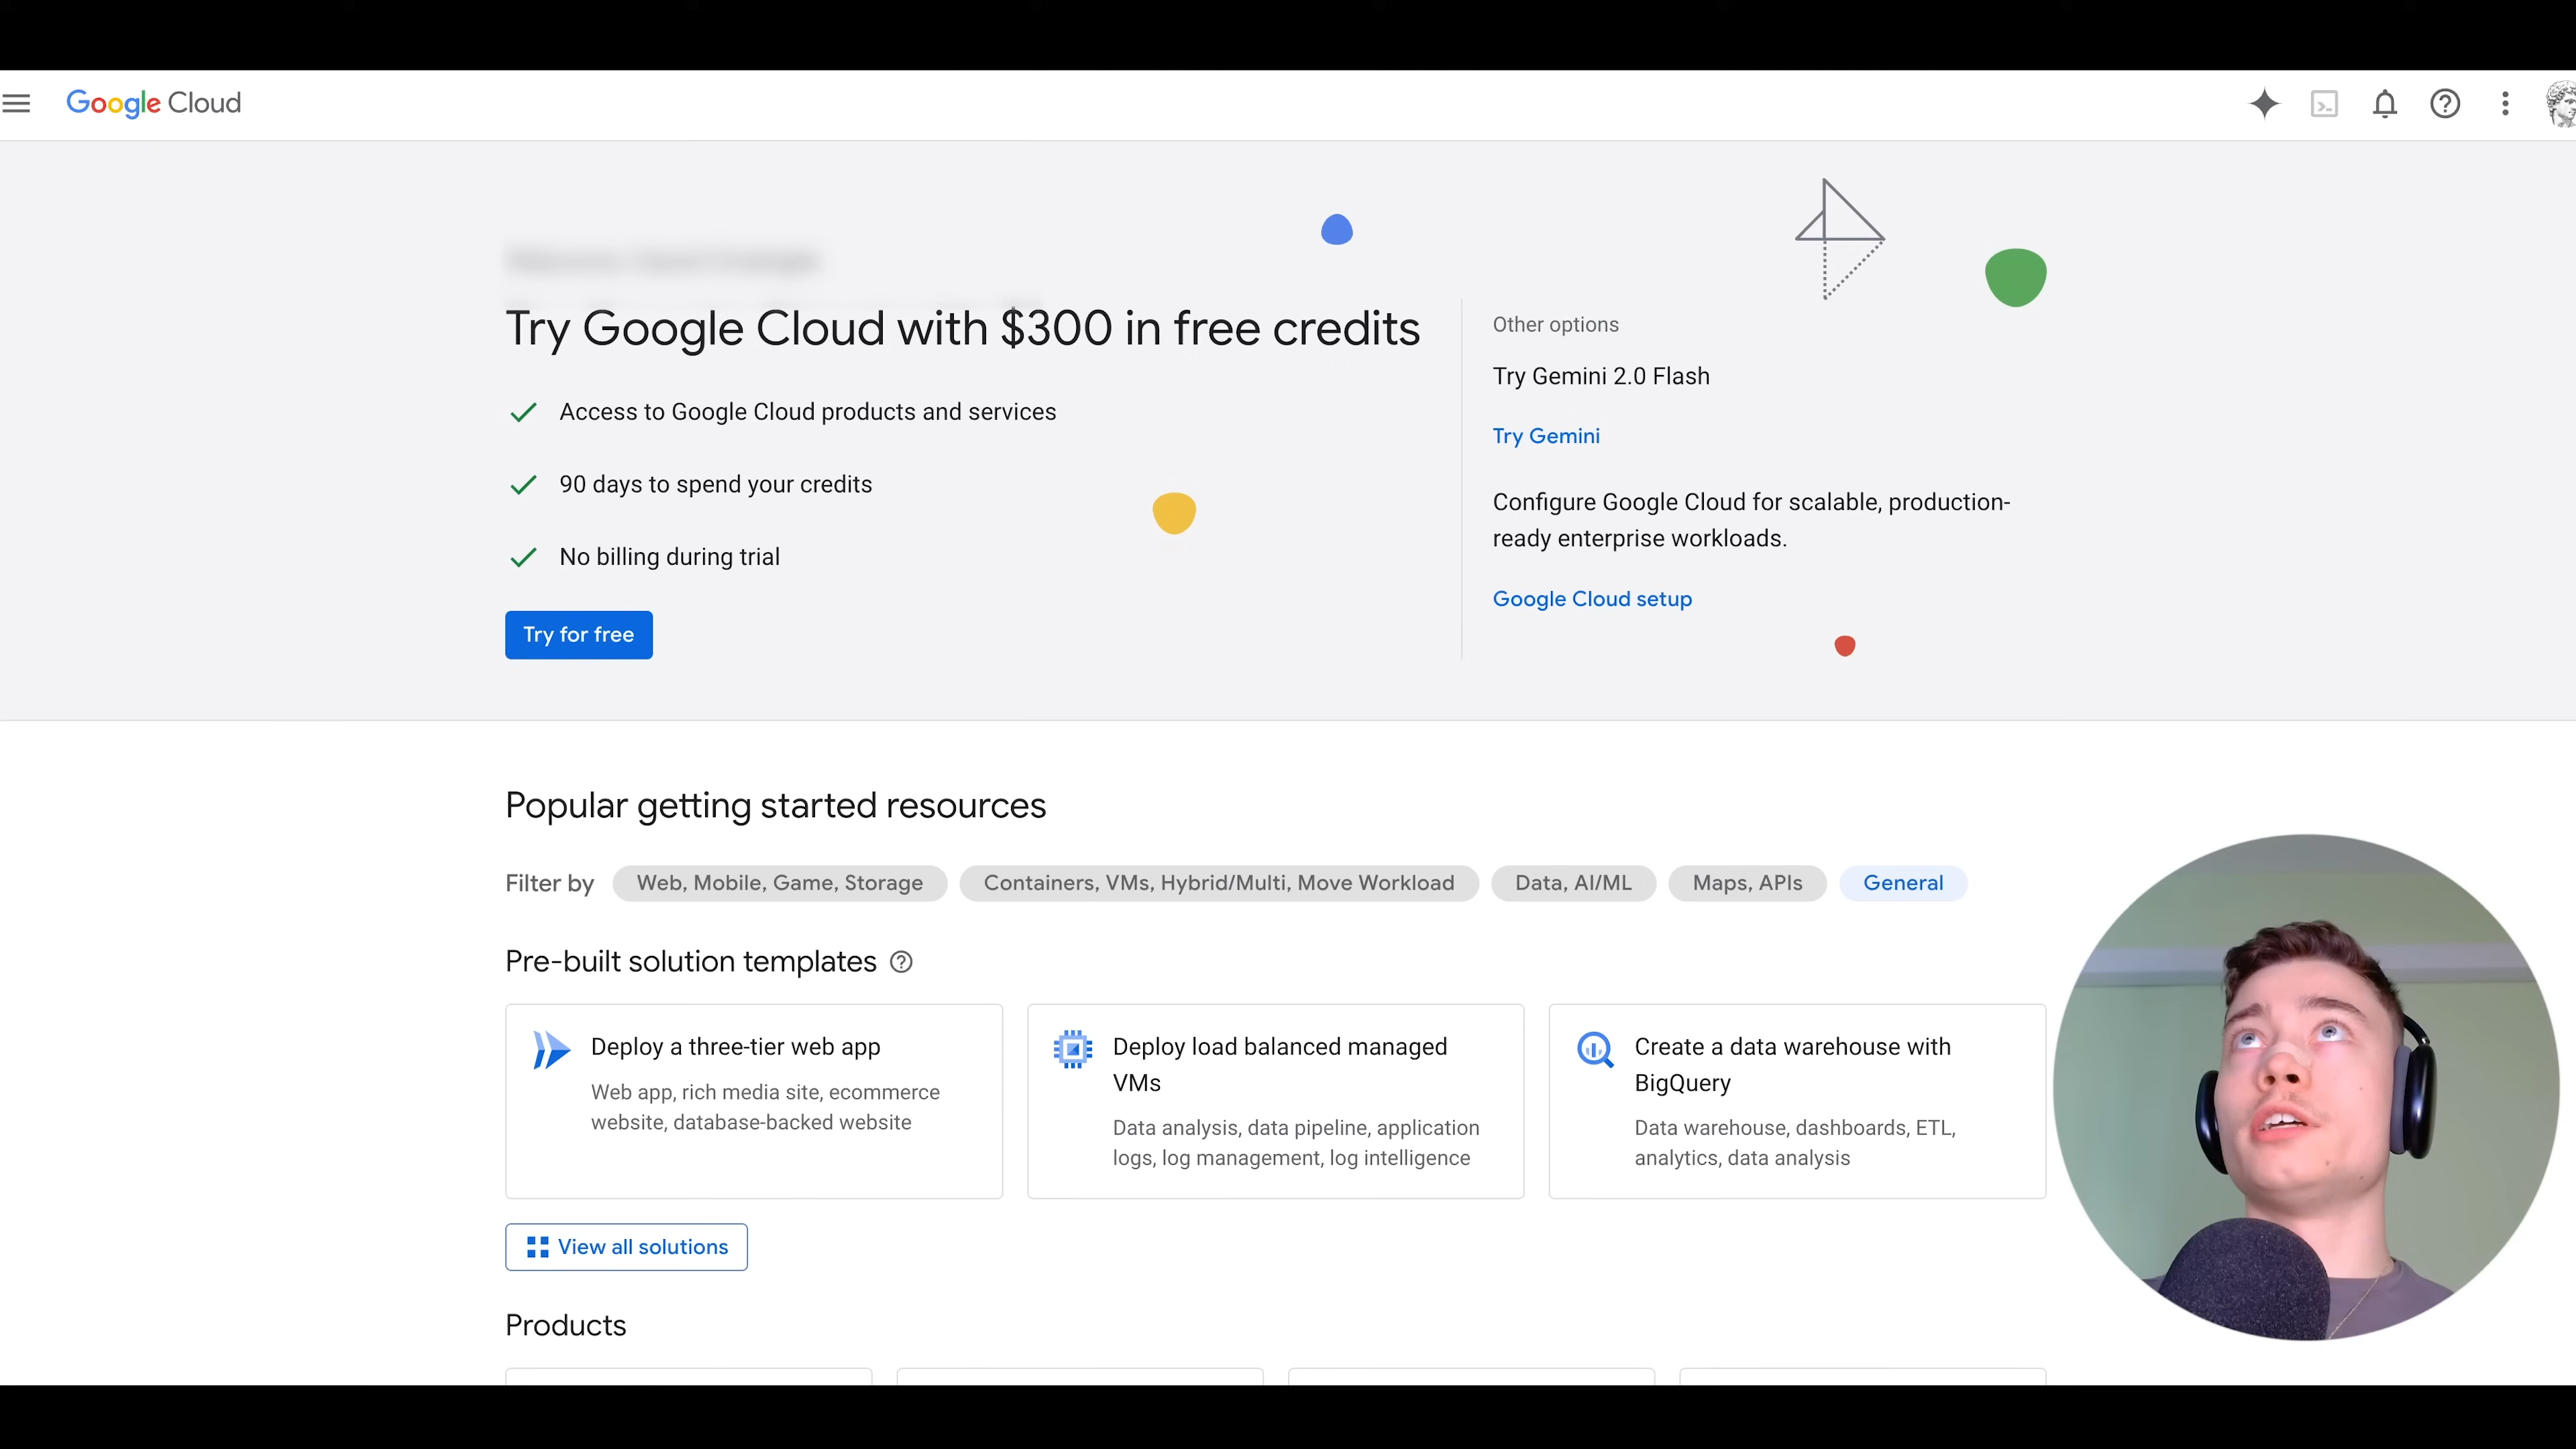 Google Cloud
Try Google Cloud with $300 in free credits
Access to Google Cloud products and services
90 days to spend your credits
No billing during trial
Try for free
Other options
Try Gemini 2.0 Flash
Try Gemini
Configure Google Cloud for scalable, production-
ready enterprise workloads.
Google Cloud setup
Popular getting started resources
Filter by
Web, Mobile, Game, Storage
Containers, VMs, Hybrid/Multi, Move Workload
Data, AI/ML
Maps, APIs
General
Pre-built solution templates
Deploy a three-tier web app
Web app, rich media site, ecommerce
website, database-backed website
Deploy load balanced managed
VMs
Data analysis, data pipeline, application
logs, log management, log intelligence
Create a data warehouse with
BigQuery
Data warehouse, dashboards, ETL,
analytics, data analysis
View all solutions
Products